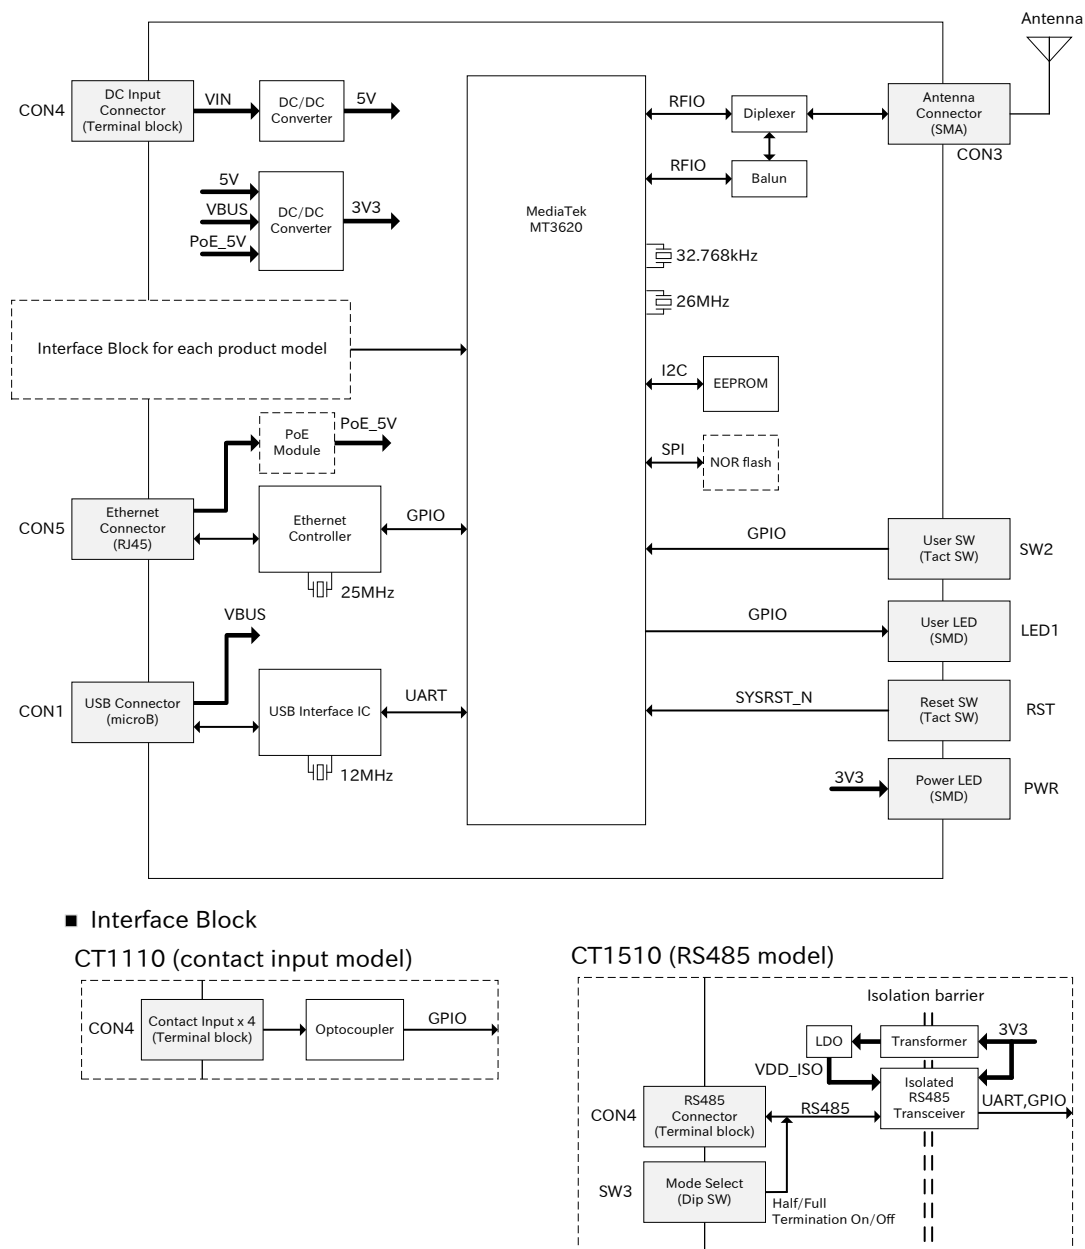 Antenna
CON4
DC Input
Connector
(Terminal block)
VIN
DC/DC
Converter
5V
5V
VBUS
PoE_5V
DC/DC
Converter
3V3
MediaTek
MT3620
RFIO
Diplexer
Antenna
Connector
(SMA)
CON3
RFIO
Balun
32.768kHz
26MHz
Interface Block for each product model
I2C
EEPROM
PoE
Module
PoE_5V
SPI
NOR flash
CON5
Ethernet
Connector
(RJ45)
Ethernet
Controller
GPIO
25MHz
GPIO
User SW
(Tact SW)
SW2
VBUS
GPIO
User LED
(SMD)
LED1
CON1
USB Connector
(microB)
USB Interface IC
UART
12MHz
SYSRST_N
Reset SW
(Tact SW)
RST
3V3
Power LED
(SMD)
PWR
■ Interface Block
CT1110 (contact input model)
CON4
Contact Input x 4
(Terminal block)
Optocoupler
GPIO
CT1510 (RS485 model)
Isolation barrier
LDO
Transformer
3V3
VDD_ISO
Isolated
RS485
Transceiver
UART,GPIO
CON4
RS485
Connector
(Terminal block)
RS485
SW3
Mode Select
(Dip SW)
Half/Full
Termination On/Off